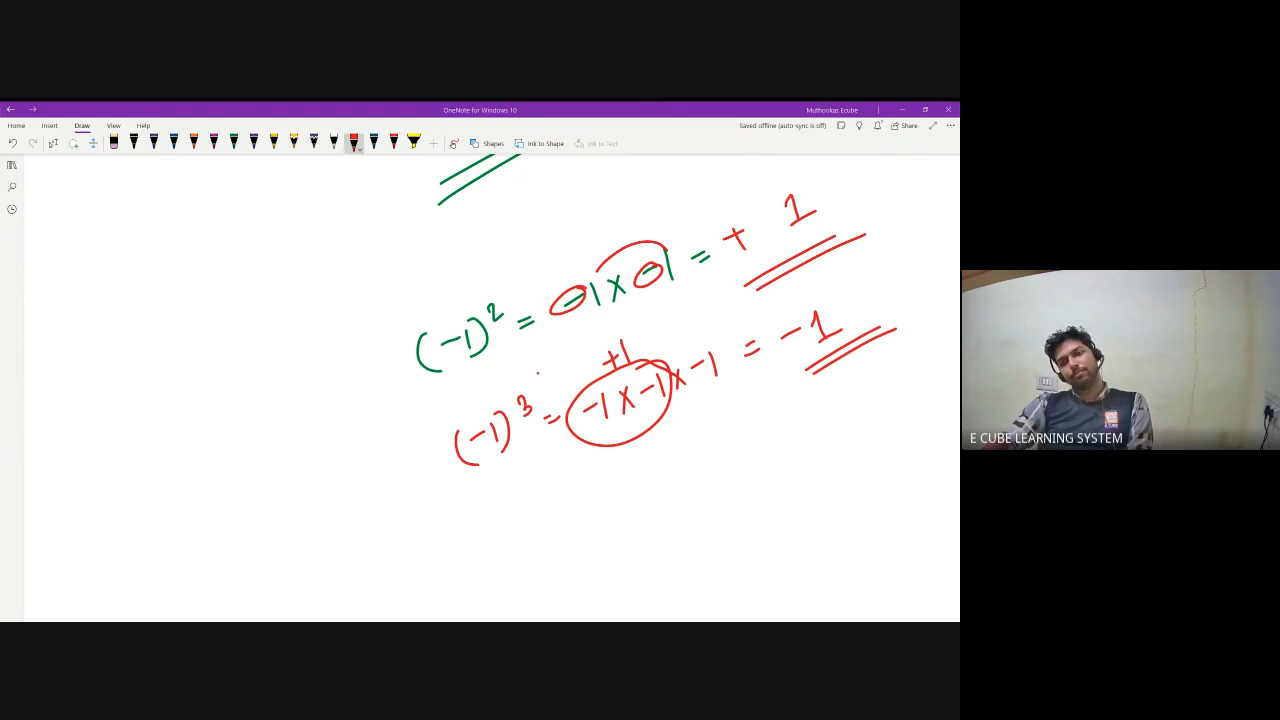 OneNote for Windows 10
Muthookas Ecube
Home Insert Draw View Help
Saved offline (auto-sync is off)
Share
Shapes
Ink to Shape
Ink to Text
(-1)² = -1 x -1 = + 1
+1
(-1)³ = -1 x -1 x -1 = -1
E CUBE
E CUBE LEARNING SYSTEM